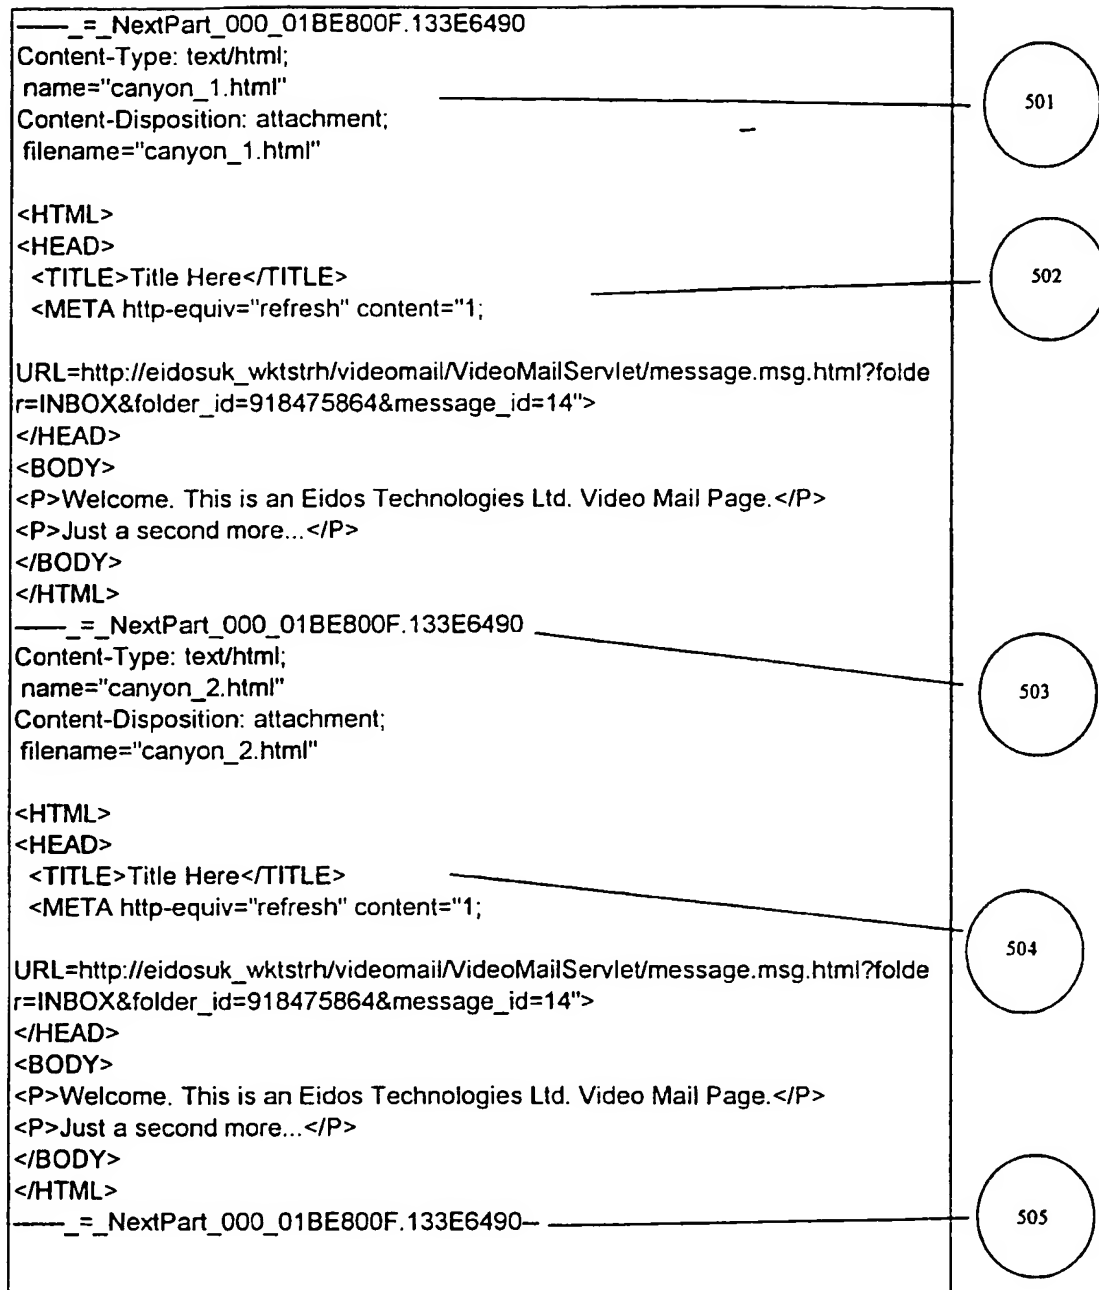 ——_=_NextPart_000_01BE800F.133E6490
Content-Type: text/html;
name="canyon_1.html"
501
Content-Disposition: attachment;
filename="canyon_1.html"
<HTML>
<HEAD>
<TITLE>Title Here</TITLE>
502
<META http-equiv="refresh" content="1;
URL=http://eidosuk_wktstrh/videomail/VideoMailServlet/message.msg.html?folde
r=INBOX&folder_id=918475864&message_id=14">
</HEAD>
<BODY>
<P>Welcome. This is an Eidos Technologies Ltd. Video Mail Page.</P>
<P>Just a second more...</P>
</BODY>
</HTML>
——_=_NextPart_000_01BE800F.133E6490
Content-Type: text/html;
name="canyon_2.html"
503
Content-Disposition: attachment;
filename="canyon_2.html"
<HTML>
<HEAD>
<TITLE>Title Here</TITLE>
<META http-equiv="refresh" content="1;
504
URL=http://eidosuk_wktstrh/videomail/VideoMailServlet/message.msg.html?folde
r=INBOX&folder_id=918475864&message_id=14">
</HEAD>
<BODY>
<P>Welcome. This is an Eidos Technologies Ltd. Video Mail Page.</P>
<P>Just a second more...</P>
</BODY>
</HTML>
——_=_NextPart_000_01BE800F.133E6490--
505